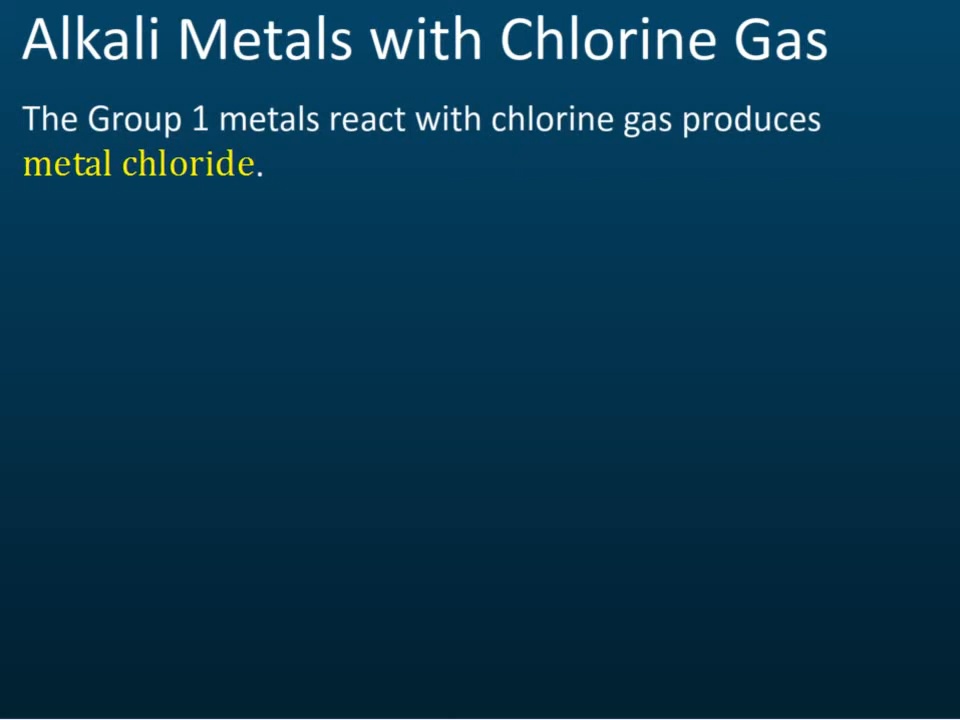 Alkali Metals with Chlorine Gas
The Group 1 metals react with chlorine gas produces
metal chloride.